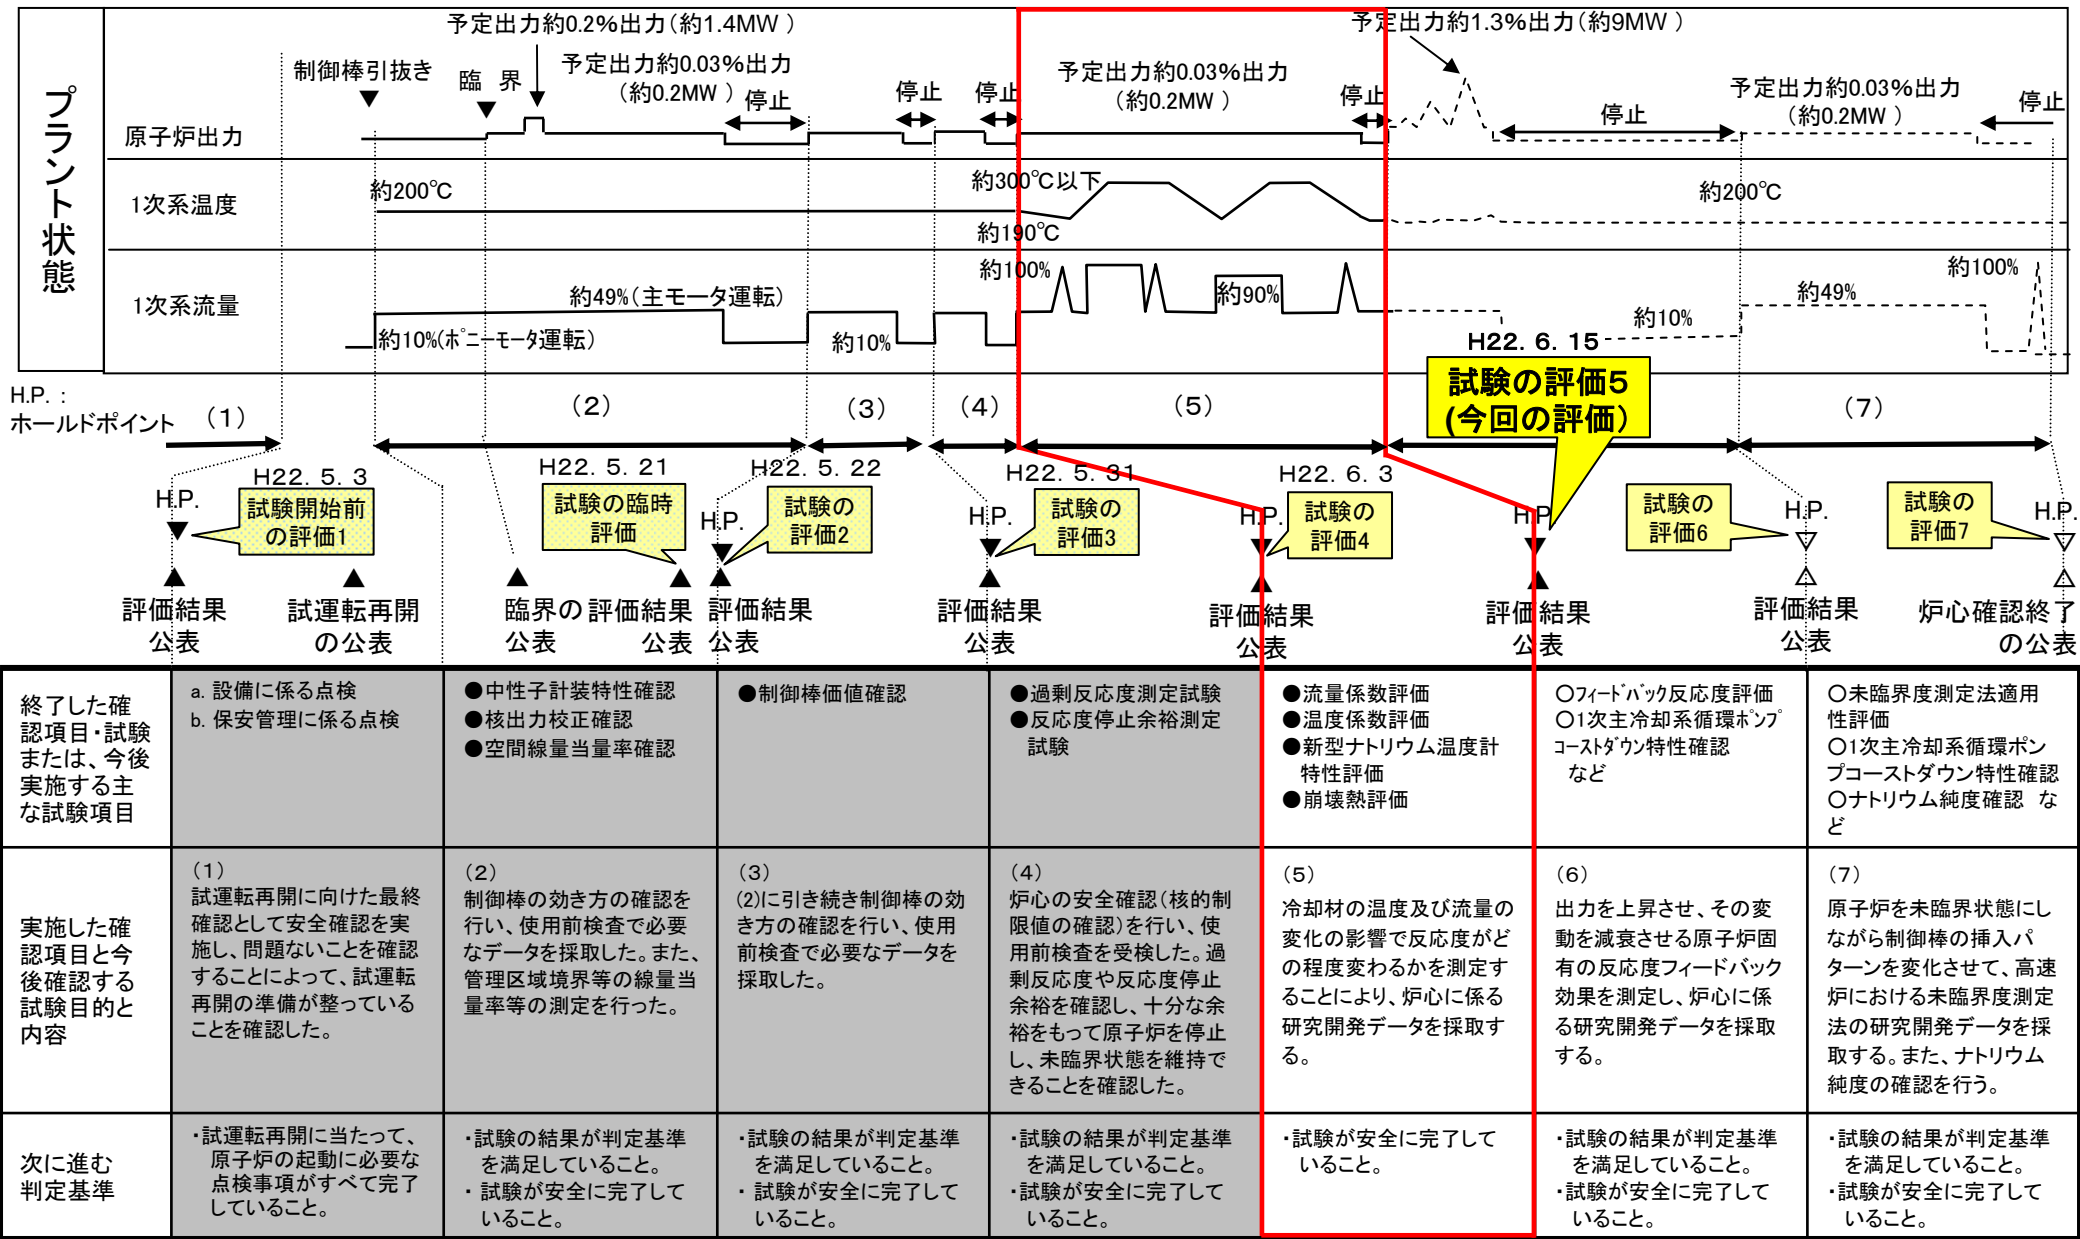 プラント状態
予定出力約0.2%出力(約1.4MW )
予定出力約1.3%出力(約9MW )
制御棒引抜き
臨 界
予定出力約0.03%出力
(約0.2MW )
停止
停止
停止
予定出力約0.03%出力
(約0.2MW )
停止
停止
予定出力約0.03%出力
(約0.2MW )
停止
原子炉出力
1次系温度
約200℃
約300℃以下
約190℃
約200℃
1次系流量
約10%(ポニーモータ運転)
約49%(主モータ運転)
約10%
約100%
約90%
約10%
約49%
約100%
H.P. :
ホールドポイント
(1)
(2)
(3)
(4)
(5)
(7)
H22. 6. 15
試験の評価5
(今回の評価)
H.P.
H22. 5. 3
試験開始前
の評価1
H22. 5. 21
試験の臨時
評価
H.P.
H22. 5. 22
試験の
評価2
H.P.
H22. 5. 31
試験の
評価3
H.P.
H22. 6. 3
試験の
評価4
H.P
試験の
評価6
H.P.
試験の
評価7
H.P.
評価結果
公表
試運転再開
の公表
臨界の
公表
評価結果
公表
評価結果
公表
評価結果
公表
評価結果
公表
評価結果
公表
評価結果
公表
炉心確認終了
の公表
終了した確
認項目・試験
または、今後
実施する主
な試験項目
a. 設備に係る点検
b. 保安管理に係る点検
●中性子計装特性確認
●核出力校正確認
●空間線量当量率確認
●制御棒価値確認
●過剰反応度測定試験
●反応度停止余裕測定
試験
●流量係数評価
●温度係数評価
●新型ナトリウム温度計
特性評価
●崩壊熱評価
○フィードバック反応度評価
○1次主冷却系循環ポンプ
コーストダウン特性確認
など
○未臨界度測定法適用
性評価
○1次主冷却系循環ポン
プコーストダウン特性確認
○ナトリウム純度確認 な
ど
実施した確
認項目と今
後確認する
試験目的と
内容
(1)
試運転再開に向けた最終
確認として安全確認を実
施し、問題ないことを確認
することによって、試運転
再開の準備が整っている
ことを確認した。
(2)
制御棒の効き方の確認を
行い、使用前検査で必要
なデータを採取した。また、
管理区域境界等の線量当
量率等の測定を行った。
(3)
(2)に引き続き制御棒の効
き方の確認を行い、使用
前検査で必要なデータを
採取した。
(4)
炉心の安全確認(核的制
限値の確認)を行い、使
用前検査を受検した。過
剰反応度や反応度停止
余裕を確認し、十分な余
裕をもって原子炉を停止
し、未臨界状態を維持で
きることを確認した。
(5)
冷却材の温度及び流量の
変化の影響で反応度がど
の程度変わるかを測定す
ることにより、炉心に係る
研究開発データを採取す
る。
(6)
出力を上昇させ、その変
動を減衰させる原子炉固
有の反応度フィードバック
効果を測定し、炉心に係
る研究開発データを採取
する。
(7)
原子炉を未臨界状態にし
ながら制御棒の挿入パ
ターンを変化させて、高速
炉における未臨界度測定
法の研究開発データを採
取する。また、ナトリウム
純度の確認を行う。
次に進む
判定基準
・試運転再開に当たって、
原子炉の起動に必要な
点検事項がすべて完了
していること。
・試験の結果が判定基準
を満足していること。
・ 試験が安全に完了して
いること。
・試験の結果が判定基準
を満足していること。
・ 試験が安全に完了して
いること。
・試験の結果が判定基準
を満足していること。
・試験が安全に完了して
いること。
・試験が安全に完了して
いること。
・試験の結果が判定基準
を満足していること。
・試験が安全に完了して
いること。
・試験の結果が判定基準
を満足していること。
・試験が安全に完了して
いること。